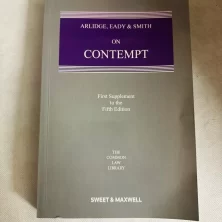 ARLIDGE, EADY & SMITH
ON
CONTEMPT
First Supplement
to the
Fifth Edition
THE
COMMON
LAW
LIBRARY
SWEET & MAXWELL